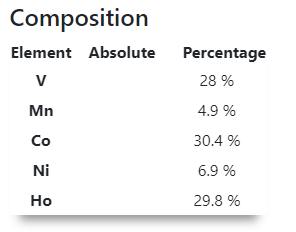 Composition
Element Absolute Percentage
V 28 %
Mn 4.9 %
Co 30.4 %
Ni 6.9 %
Ho 29.8 %